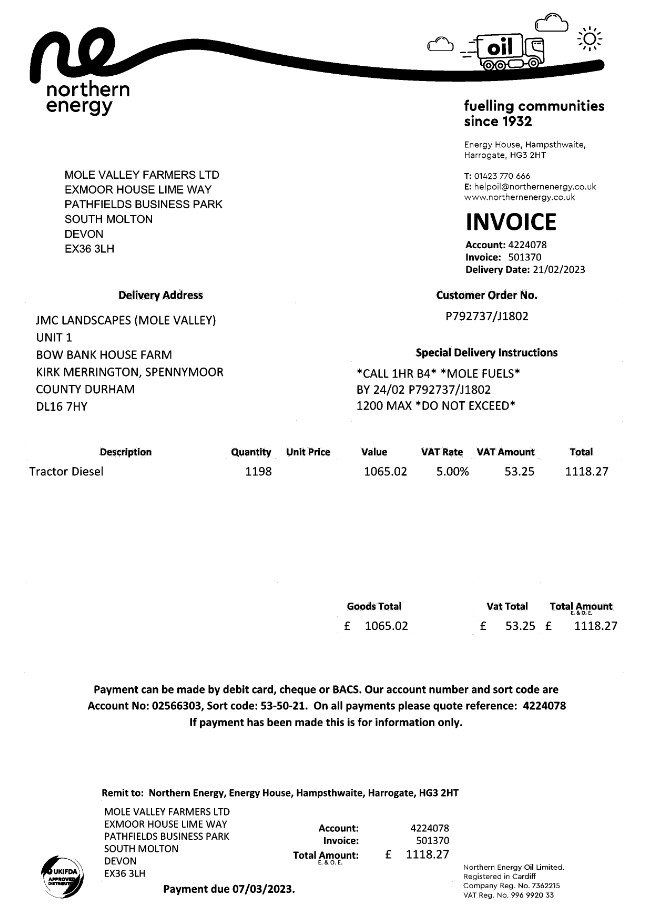 oil
northern
energy
fuelling communities
since 1932
Energy House, Hampsthwaite,
Harrogate, HG3 2HT
T: 01423 770 666
E: helpoil@northernenergy.co.uk
www.northernenergy.co.uk
MOLE VALLEY FARMERS LTD
EXMOOR HOUSE LIME WAY
PATHFIELDS BUSINESS PARK
SOUTH MOLTON
DEVON
EX36 3LH
INVOICE
Account: 4224078
Invoice: 501370
Delivery Date: 21/02/2023
Delivery Address
JMC LANDSCAPES (MOLE VALLEY)
UNIT 1
BOW BANK HOUSE FARM
KIRK MERRINGTON, SPENNYMOOR
COUNTY DURHAM
DL16 7HY
Customer Order No.
P792737/J1802
Special Delivery Instructions
*CALL 1HR B4* *MOLE FUELS*
BY 24/02 P792737/J1802
1200 MAX *DO NOT EXCEED*
Description Quantity Unit Price Value VAT Rate VAT Amount Total
Tractor Diesel 1198 1065.02 5.00% 53.25 1118.27
Goods Total Vat Total Total Amount
E. & O. E.
£ 1065.02 £ 53.25 £ 1118.27
Payment can be made by debit card, cheque or BACS. Our account number and sort code are
Account No: 02566303, Sort code: 53-50-21. On all payments please quote reference: 4224078
If payment has been made this is for information only.
Remit to: Northern Energy, Energy House, Hampsthwaite, Harrogate, HG3 2HT
MOLE VALLEY FARMERS LTD
EXMOOR HOUSE LIME WAY
PATHFIELDS BUSINESS PARK
SOUTH MOLTON
DEVON
EX36 3LH
Account: 4224078
Invoice: 501370
Total Amount: £ 1118.27
E. & O. E.
Payment due 07/03/2023.
UKIFDA
APPROVED
DISTRIBUTOR
Northern Energy Oil Limited.
Registered in Cardiff
Company Reg. No. 7362215
VAT Reg. No. 996 9920 33